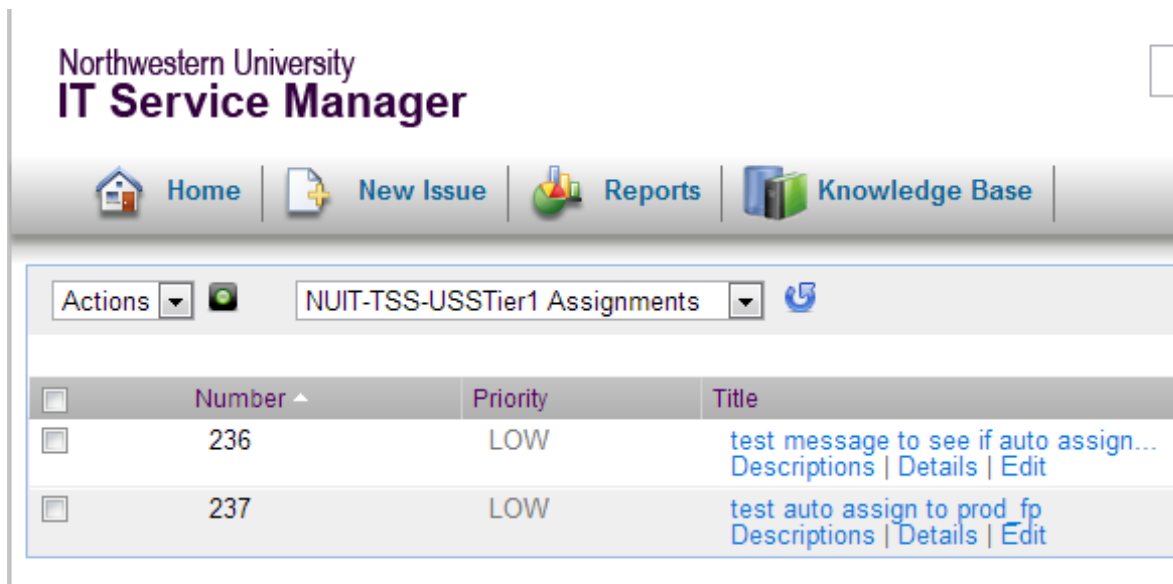 Northwestern University
IT Service Manager
Home New Issue Reports Knowledge Base
Actions NUIT-TSS-USSTier1 Assignments
Number Priority Title
236 LOW test message to see if auto assign...
Descriptions | Details | Edit
237 LOW test auto assign to prod_fp
Descriptions | Details | Edit